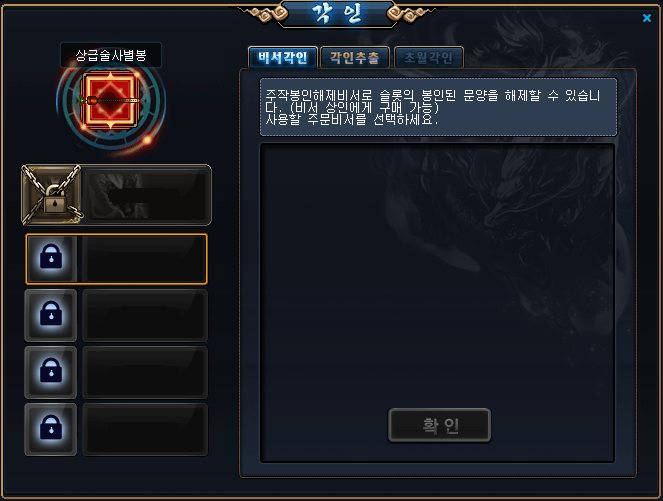 각인
상급술사별봉
비서각인
각인추출
초월각인
주작봉인해제비서로 슬롯의 봉인된 문양을 해제할 수 있습니
다. (비서 상인에게 구매 가능)
사용할 주문비서를 선택하세요.
확인